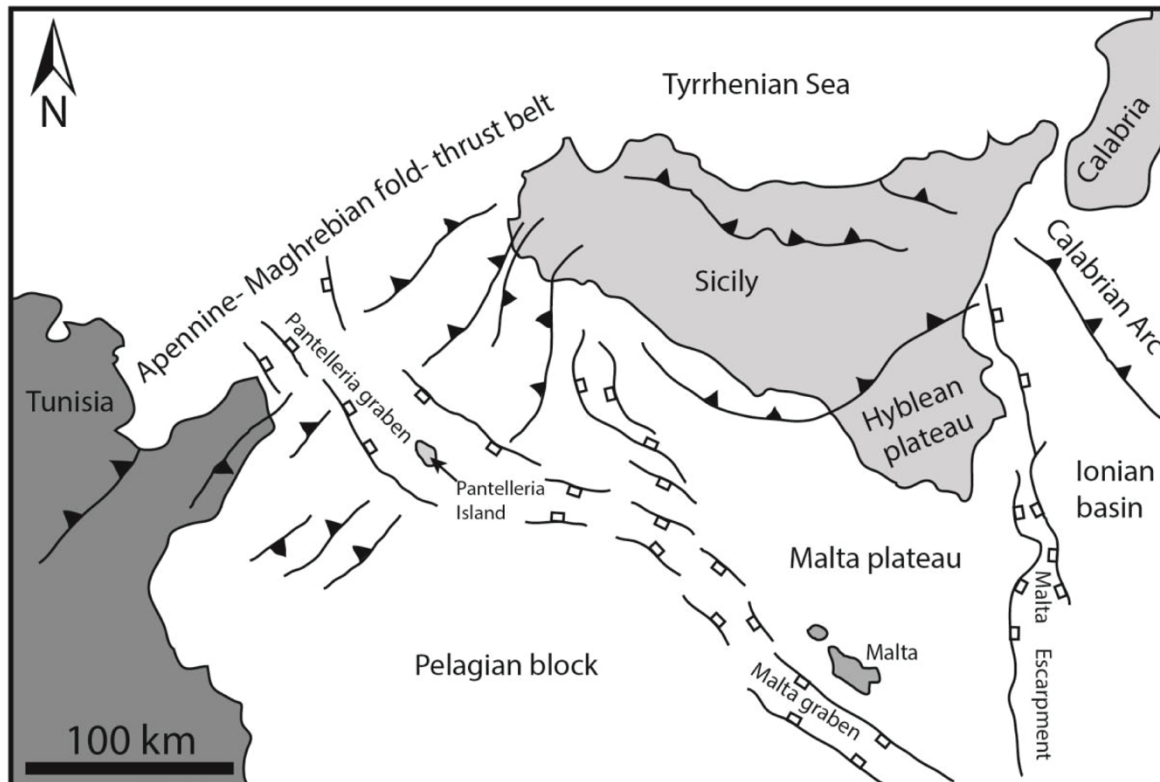 N
Tyrrhenian Sea
Calabria
Apennine- Maghrebian fold- thrust belt
Calabrian Arc
Sicily
Pantelleria graben
Tunisia
Hyblean
plateau
Pantelleria
Island
Ionian
basin
Malta plateau
Malta Escarpment
Malta
Pelagian block
Malta graben
100 km